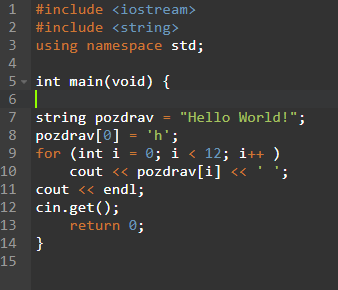 1 #include <iostream>
2 #include <string>
3 using namespace std;
4
5 int main(void) {
6
7 string pozdrav = "Hello World!";
8 pozdrav[0] = 'h';
9 for (int i = 0; i < 12; i++ )
10     cout << pozdrav[i] << ' ';
11 cout << endl;
12 cin.get();
13     return 0;
14 }
15